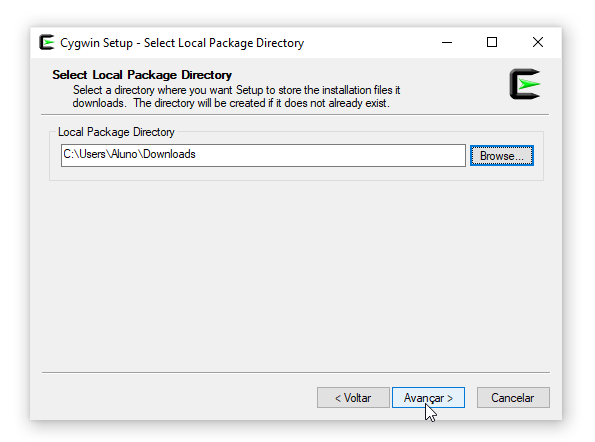 Cygwin Setup - Select Local Package Directory
Select Local Package Directory
Select a directory where you want Setup to store the installation files it
downloads. The directory will be created if it does not already exist.
Local Package Directory
C:\Users\Aluno\Downloads
Browse...
< Voltar
Avançar >
Cancelar